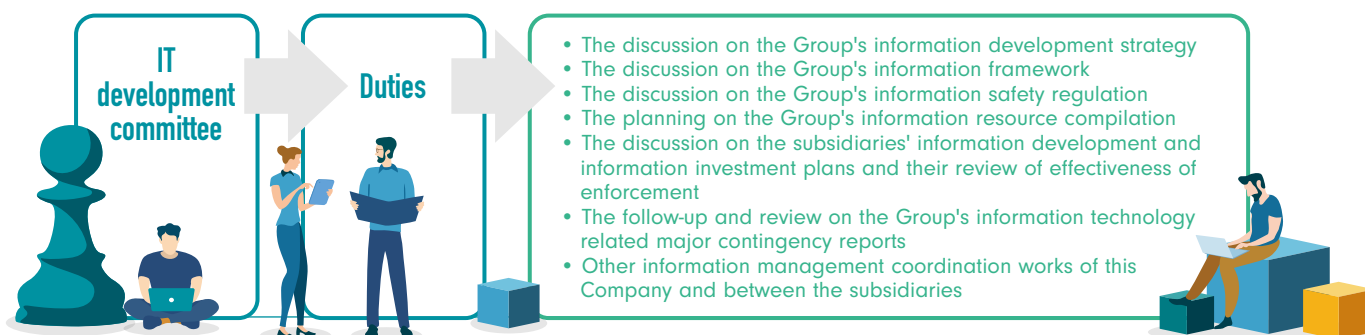 IT
development
committee
Duties
• The discussion on the Group's information development strategy
• The discussion on the Group's information framework
• The discussion on the Group's information safety regulation
• The planning on the Group's information resource compilation
• The discussion on the subsidiaries' information development and
information investment plans and their review of effectiveness of
enforcement
• The follow-up and review on the Group's information technology
related major contingency reports
• Other information management coordination works of this
Company and between the subsidiaries